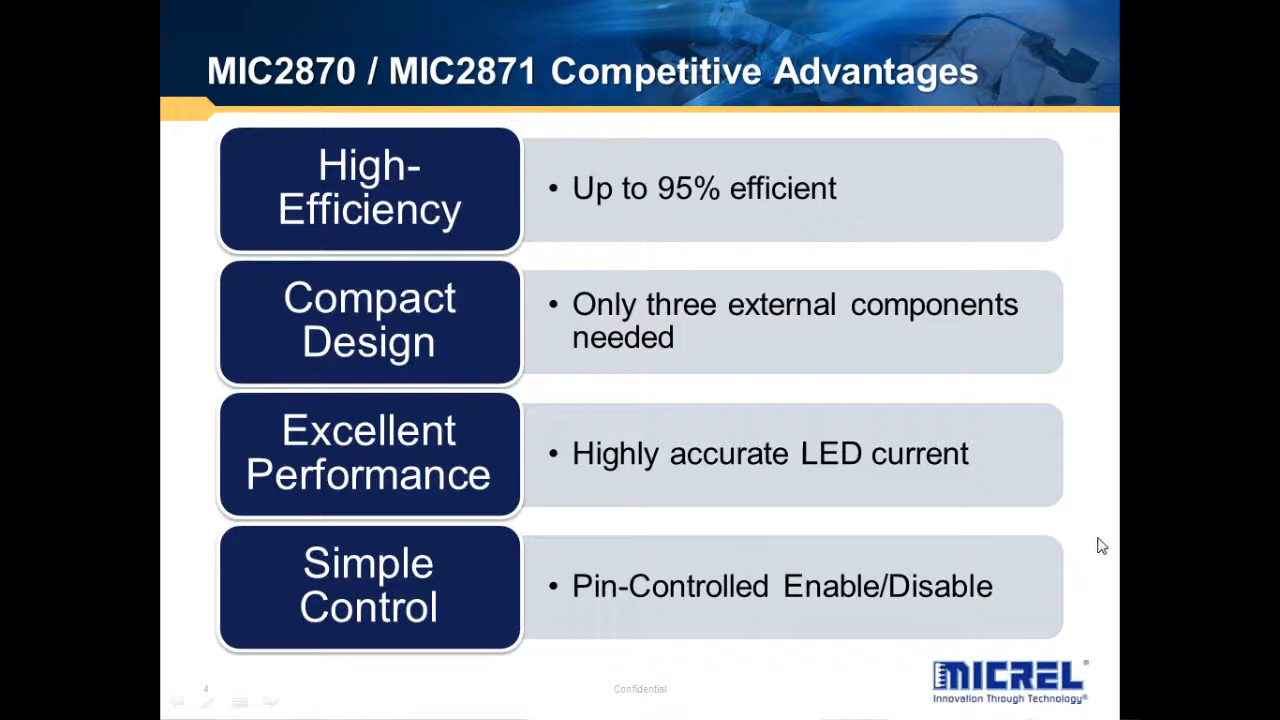 MIC2870 / MIC2871 Competitive Advantages
High-
Efficiency
• Up to 95% efficient
Compact
Design
• Only three external components
needed
Excellent
Performance
• Highly accurate LED current
Simple
Control
• Pin-Controlled Enable/Disable
4
Confidential
MICREL®
Innovation Through Technology®